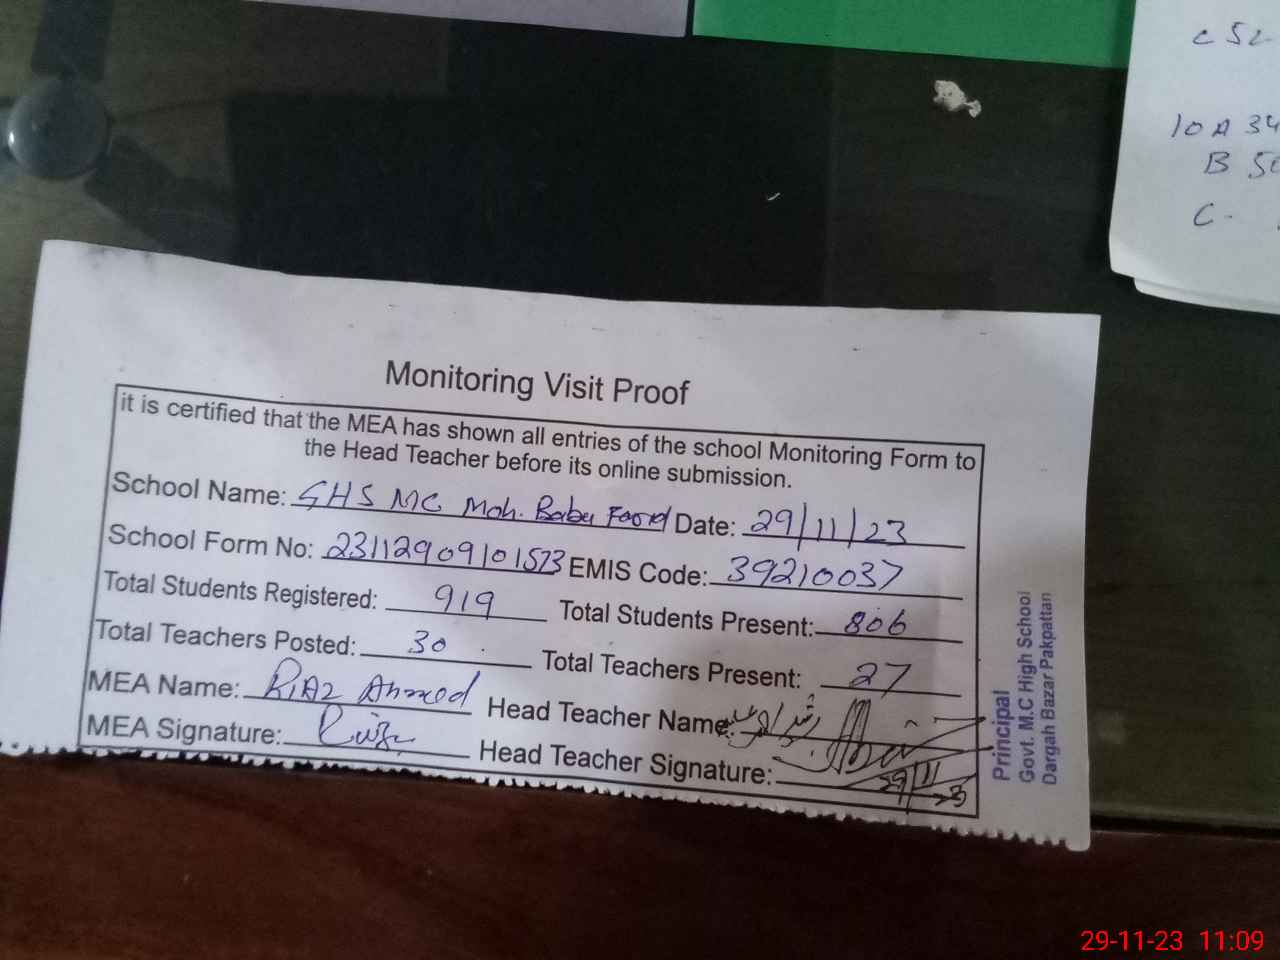 c 52
10 A 34
B 50
C -
Monitoring Visit Proof
it is certified that the MEA has shown all entries of the school Monitoring Form to
the Head Teacher before its online submission.
School Name: GHS MC Moh. Baba Farid Date: 29/11/23
School Form No: 23112909101573 EMIS Code: 39210037
Total Students Registered: 919 Total Students Present: 806
Total Teachers Posted: 30 Total Teachers Present: 27
MEA Name: Riaz Ahmed Head Teacher Name:
MEA Signature: Head Teacher Signature:
29/11
23
Principal
Govt. M.C High School
Dargah Bazar Pakpattan
29-11-23 11:09